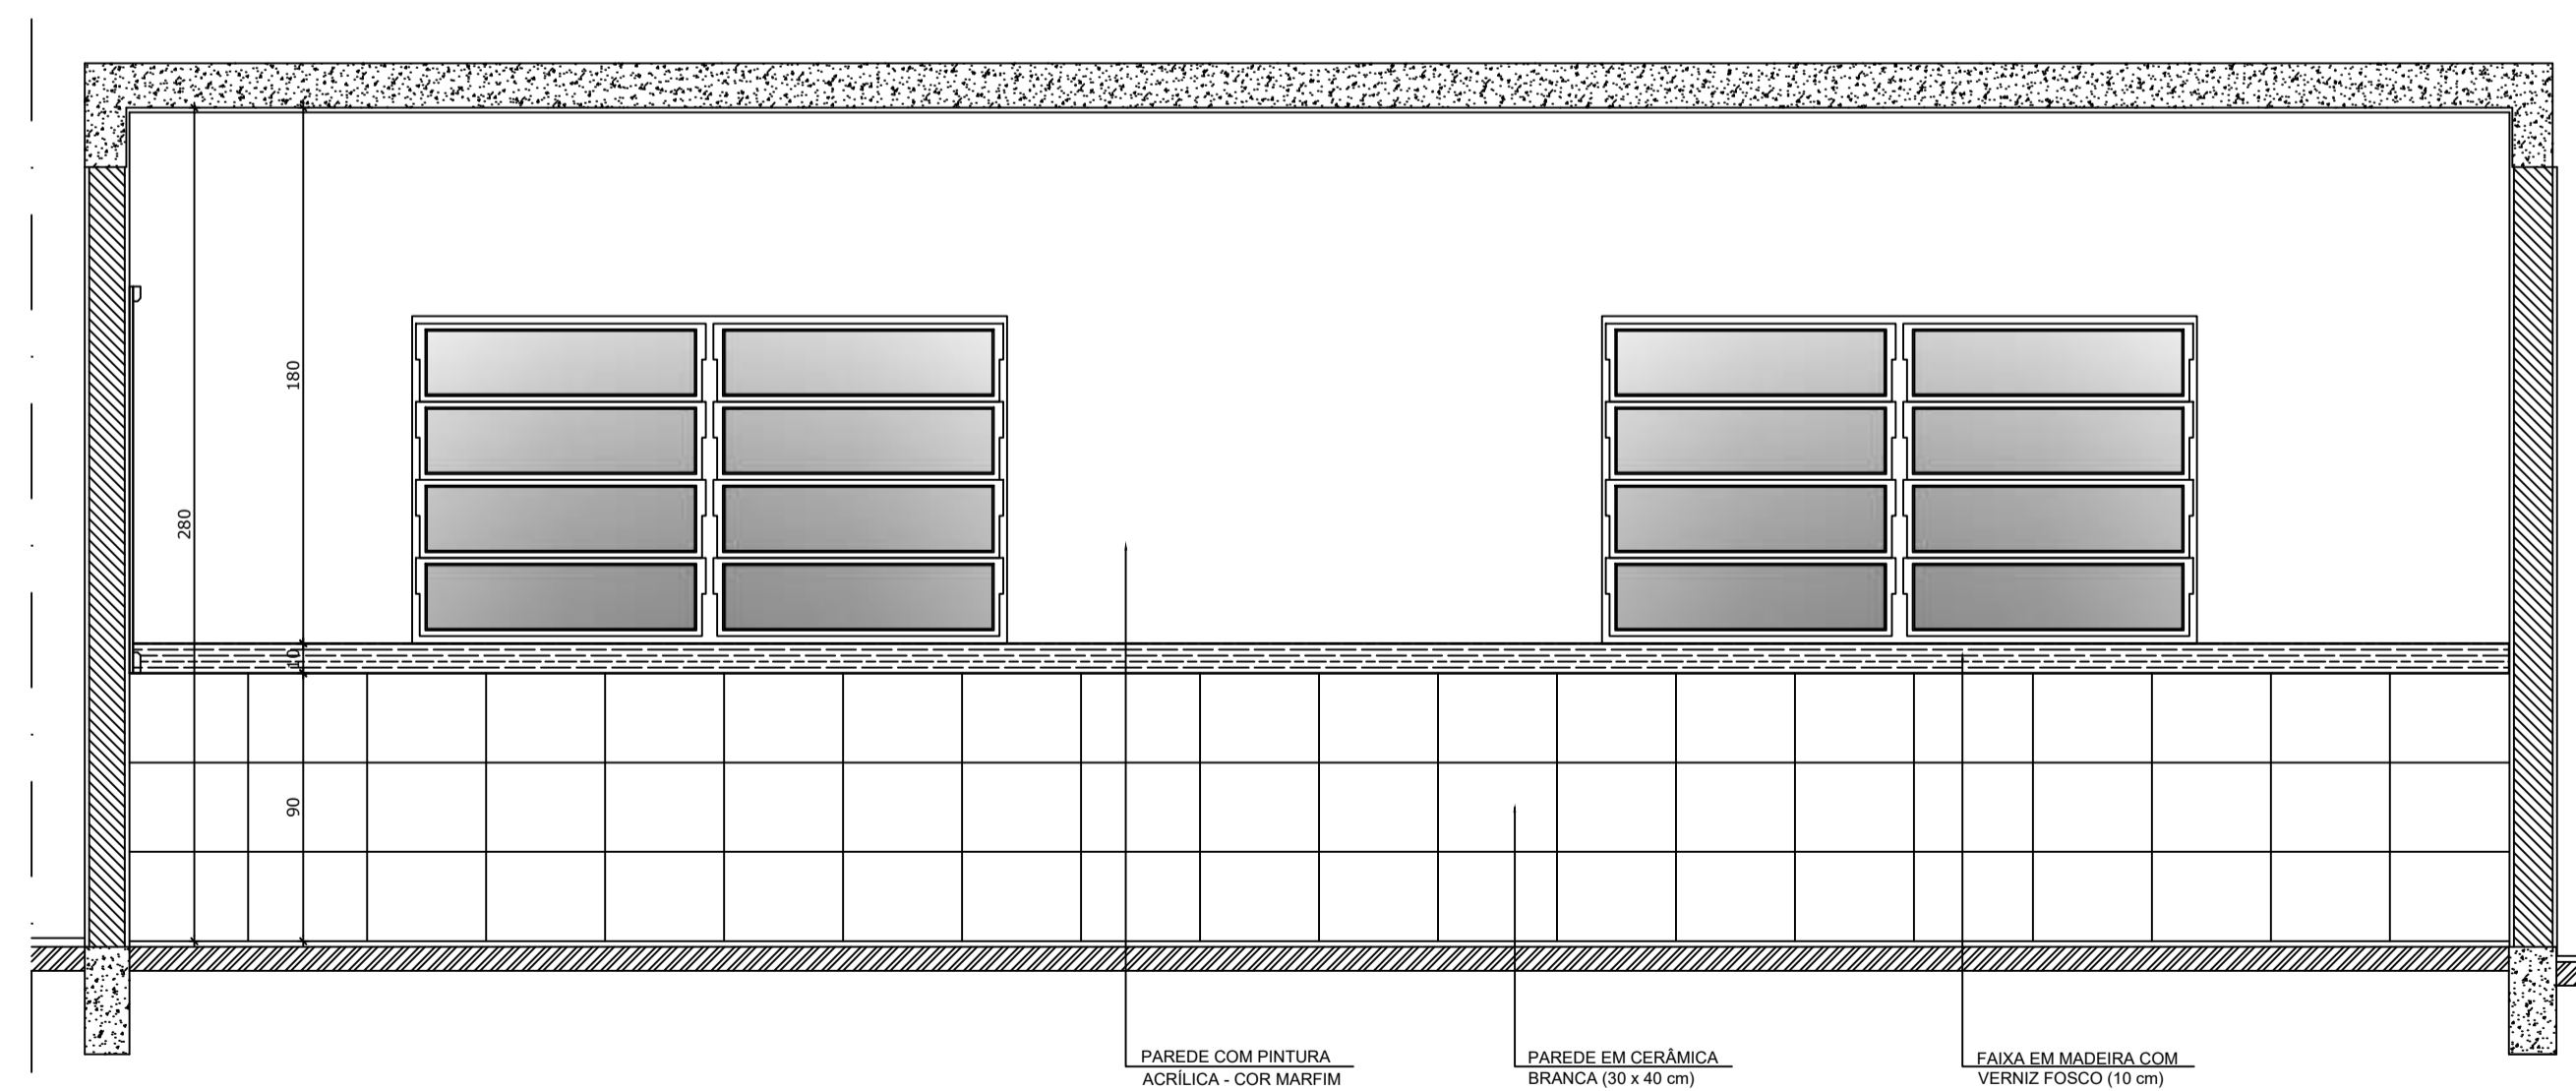 180
280
10
90
PAREDE COM PINTURA
ACRÍLICA - COR MARFIM
PAREDE EM CERÂMICA
BRANCA (30 x 40 cm)
FAIXA EM MADEIRA COM
VERNIZ FOSCO (10 cm)